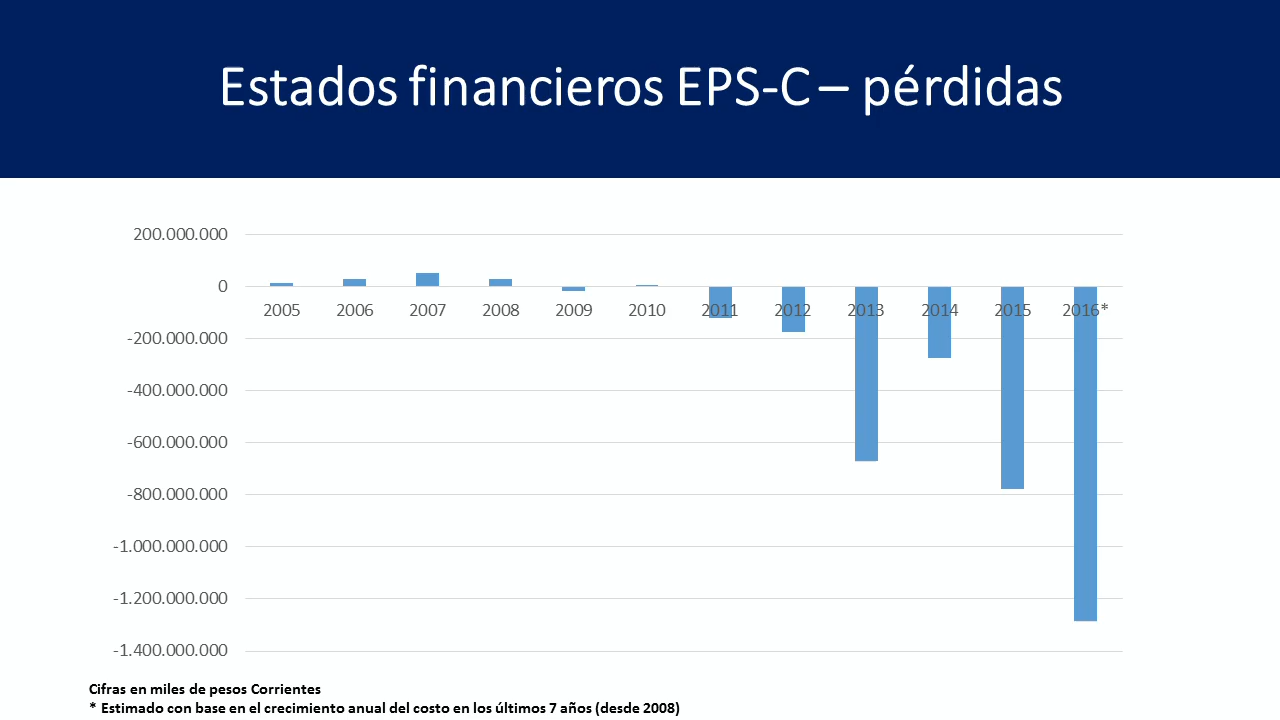 Estados financieros EPS-C – pérdidas
200.000.000
0
2005 2006 2007 2008 2009 2010 2011 2012 2013 2014 2015 2016*
-200.000.000
-400.000.000
-600.000.000
-800.000.000
-1.000.000.000
-1.200.000.000
-1.400.000.000
Cifras en miles de pesos Corrientes
* Estimado con base en el crecimiento anual del costo en los últimos 7 años (desde 2008)